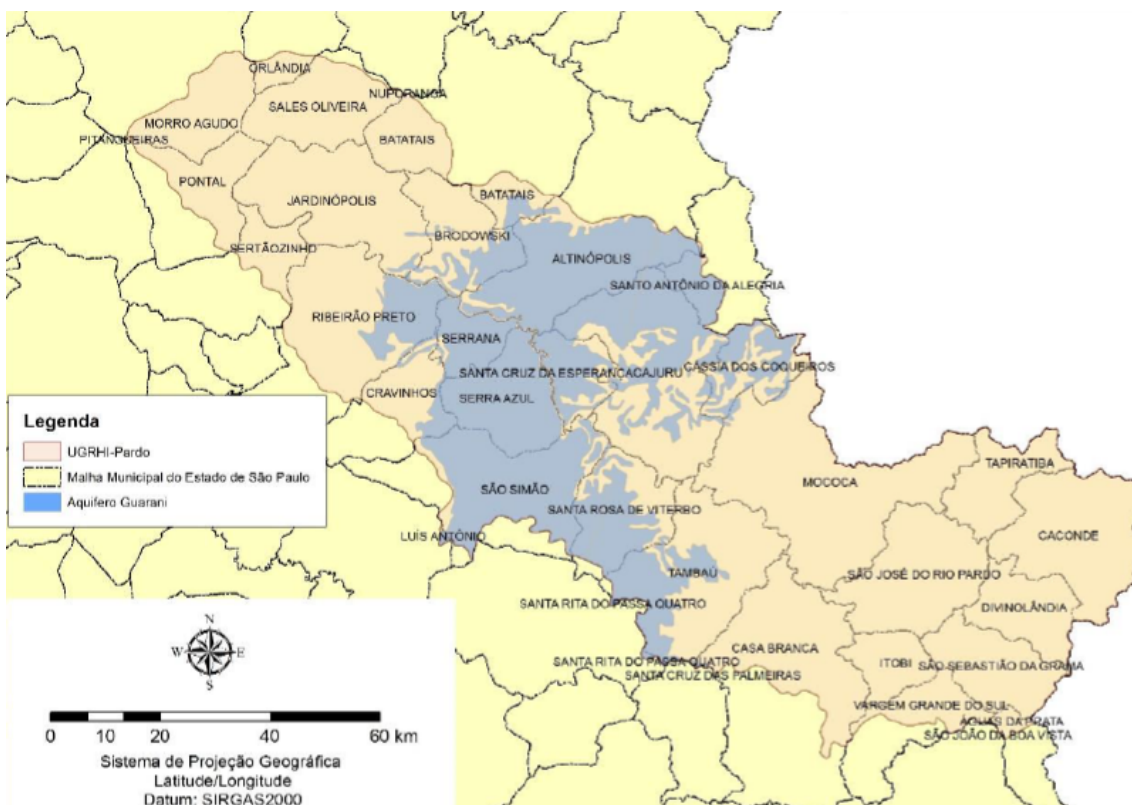 ORLÂNDIA
NUPORANGA
SALES OLIVEIRA
MORRO AGUDO
PITANGUEIRAS
BATATAIS
PONTAL
BATATAIS
JARDINÓPOLIS
BRODOWSKI
SERTÃOZINHO
ALTINÓPOLIS
SANTO ANTÔNIO DA ALEGRIA
RIBEIRÃO PRETO
SERRANA
SANTA CRUZ DA ESPERANÇA
CAJURU
CÁSSIA DOS COQUEIROS
CRAVINHOS
SERRA AZUL
Legenda
UGRHI-Pardo
Malha Municipal do Estado de São Paulo
Aquifero Guarani
TAPIRATIBA
MOCOCA
SÃO SIMÃO
SANTA ROSA DE VITERBO
LUÍS ANTÔNIO
CACONDE
TAMBAÚ
SÃO JOSÉ DO RIO PARDO
SANTA RITA DO PASSA QUATRO
DIVINOLÂNDIA
CASA BRANCA
SANTA RITA DO PASSA QUATRO
ITOBI
SÃO SEBASTIÃO DA GRAMA
SANTA CRUZ DAS PALMEIRAS
VARGEM GRANDE DO SUL
ÁGUAS DA PRATA
SÃO JOÃO DA BOA VISTA
N
W
E
S
0 10 20 40 60 km
Sistema de Projeção Geográfica
Latitude/Longitude
Datum: SIRGAS2000